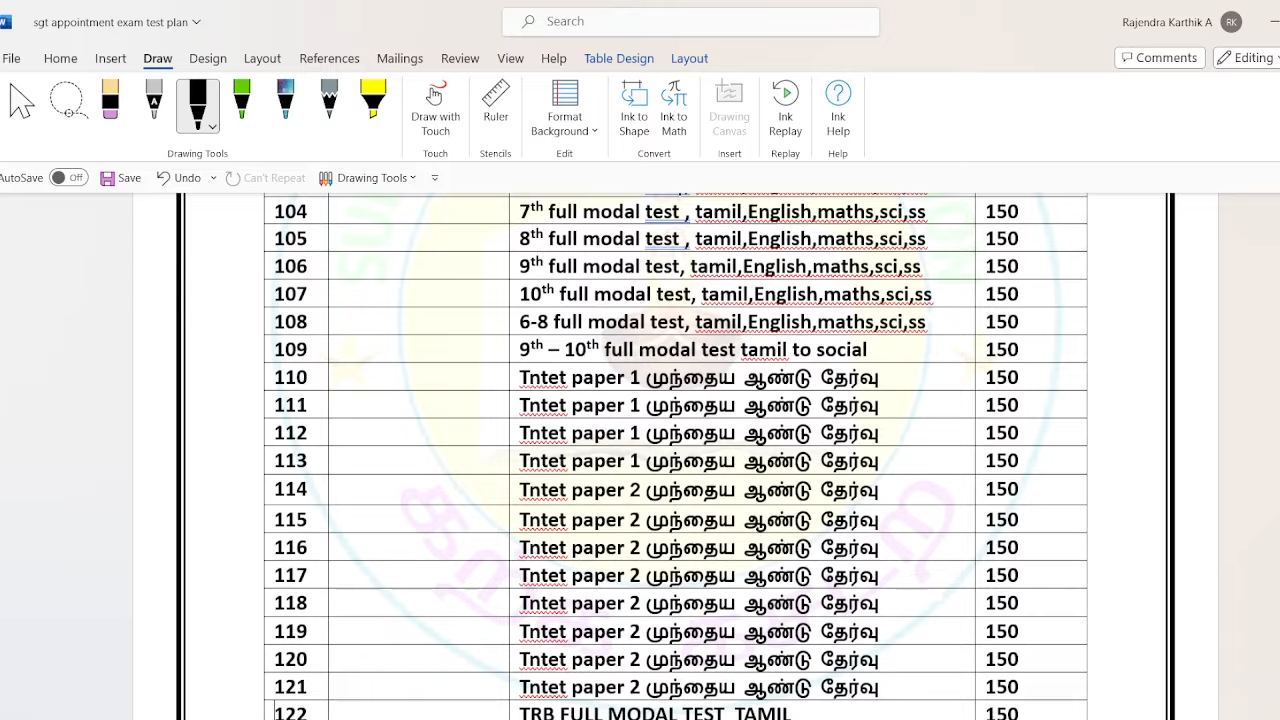 sgt appointment exam test plan
Search
Rajendra Karthik A
RK
File Home Insert Draw Design Layout References Mailings Review View Help Table Design Layout
Comments
Editing
Draw with Touch
Ruler
Format Background
Ink to Shape
Ink to Math
Drawing Canvas
Ink Replay
Ink Help
Drawing Tools Touch Stencils Edit Convert Insert Replay Help
AutoSave Off Save Undo Can't Repeat Drawing Tools
104 7th full modal test , tamil,English,maths,sci,ss 150
105 8th full modal test , tamil,English,maths,sci,ss 150
106 9th full modal test, tamil,English,maths,sci,ss 150
107 10th full modal test, tamil,English,maths,sci,ss 150
108 6-8 full modal test, tamil,English,maths,sci,ss 150
109 9th – 10th full modal test tamil to social 150
110 Tntet paper 1 முந்தைய ஆண்டு தேர்வு 150
111 Tntet paper 1 முந்தைய ஆண்டு தேர்வு 150
112 Tntet paper 1 முந்தைய ஆண்டு தேர்வு 150
113 Tntet paper 1 முந்தைய ஆண்டு தேர்வு 150
114 Tntet paper 2 முந்தைய ஆண்டு தேர்வு 150
115 Tntet paper 2 முந்தைய ஆண்டு தேர்வு 150
116 Tntet paper 2 முந்தைய ஆண்டு தேர்வு 150
117 Tntet paper 2 முந்தைய ஆண்டு தேர்வு 150
118 Tntet paper 2 முந்தைய ஆண்டு தேர்வு 150
119 Tntet paper 2 முந்தைய ஆண்டு தேர்வு 150
120 Tntet paper 2 முந்தைய ஆண்டு தேர்வு 150
121 Tntet paper 2 முந்தைய ஆண்டு தேர்வு 150
122 TRB FULL MODAL TEST TAMIL 150